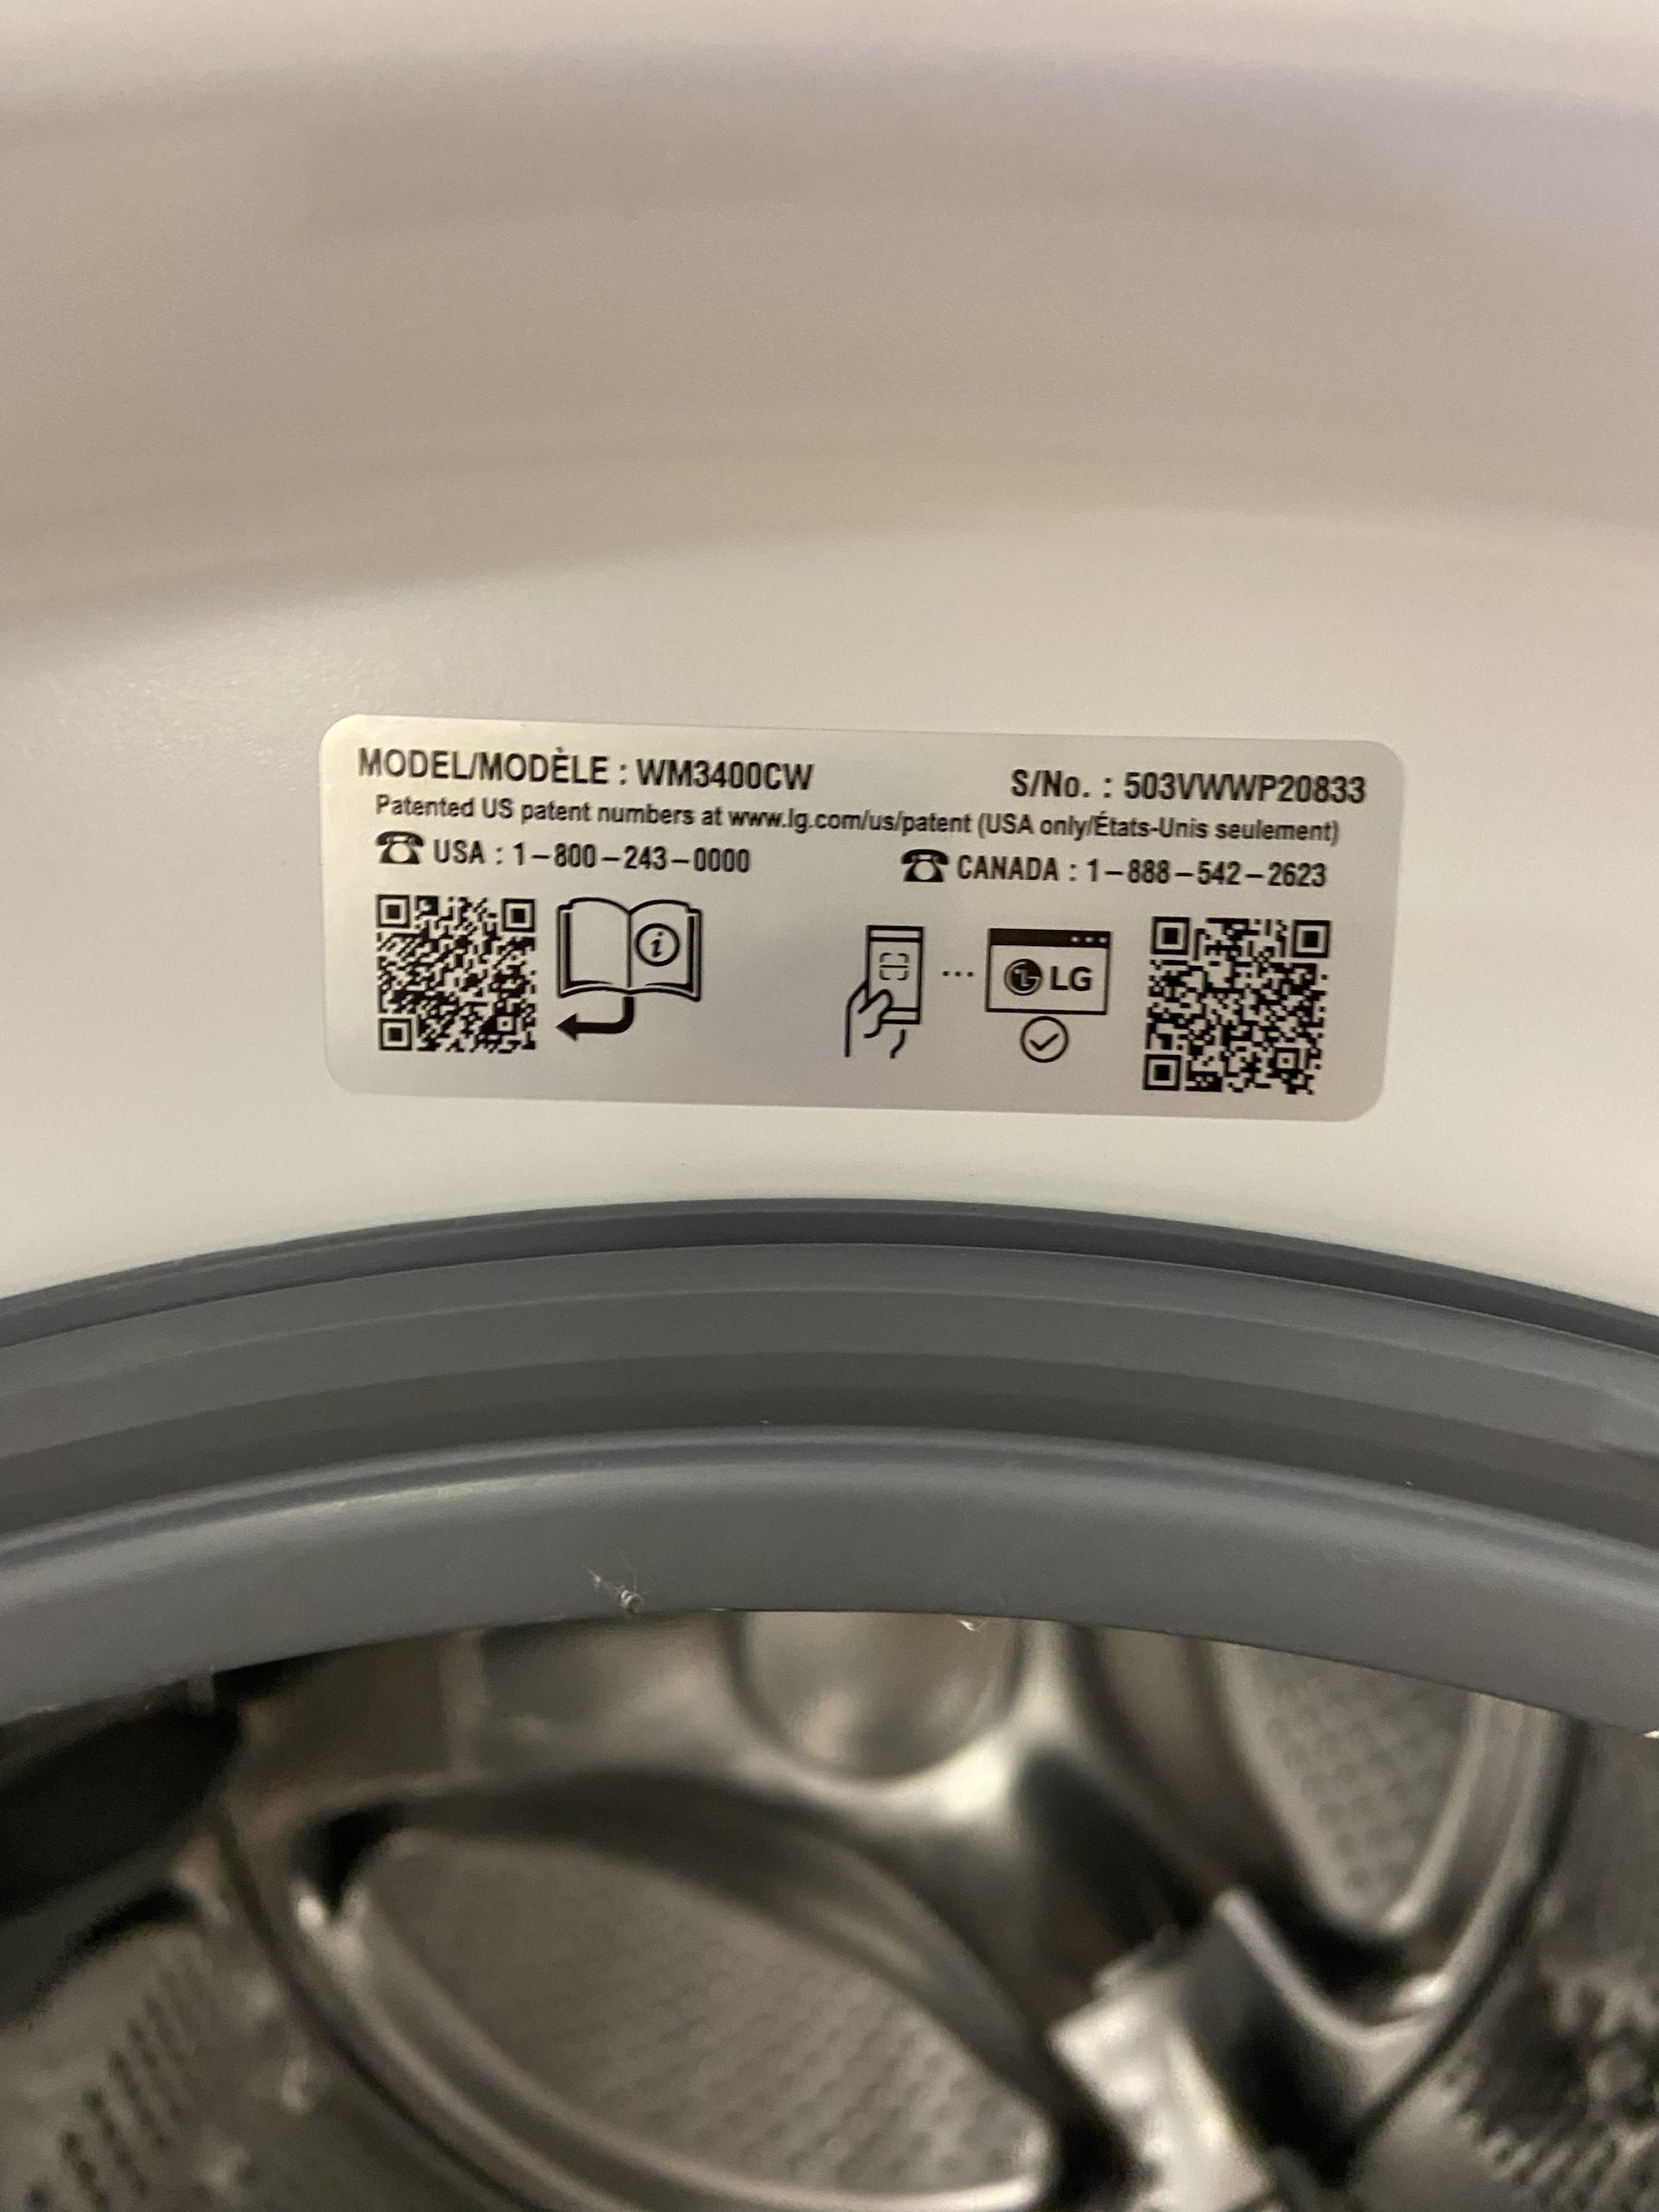 MODEL/MODÈLE : WM3400CW S/No. : 503VWWP20833
Patented US patent numbers at www.lg.com/us/patent (USA only/États-Unis seulement)
USA : 1-800-243-0000 CANADA : 1-888-542-2623
i
LG